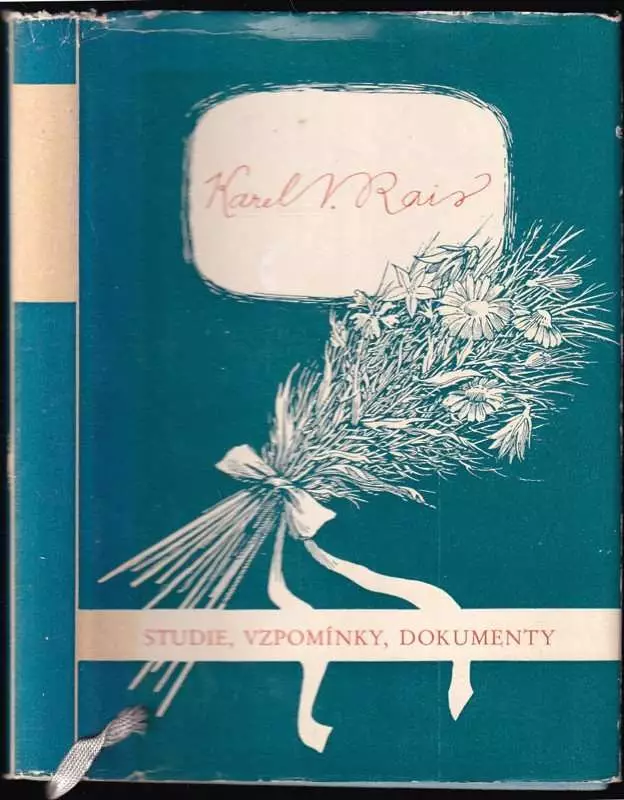 Karel V. Rais
STUDIE, VZPOMÍNKY, DOKUMENTY